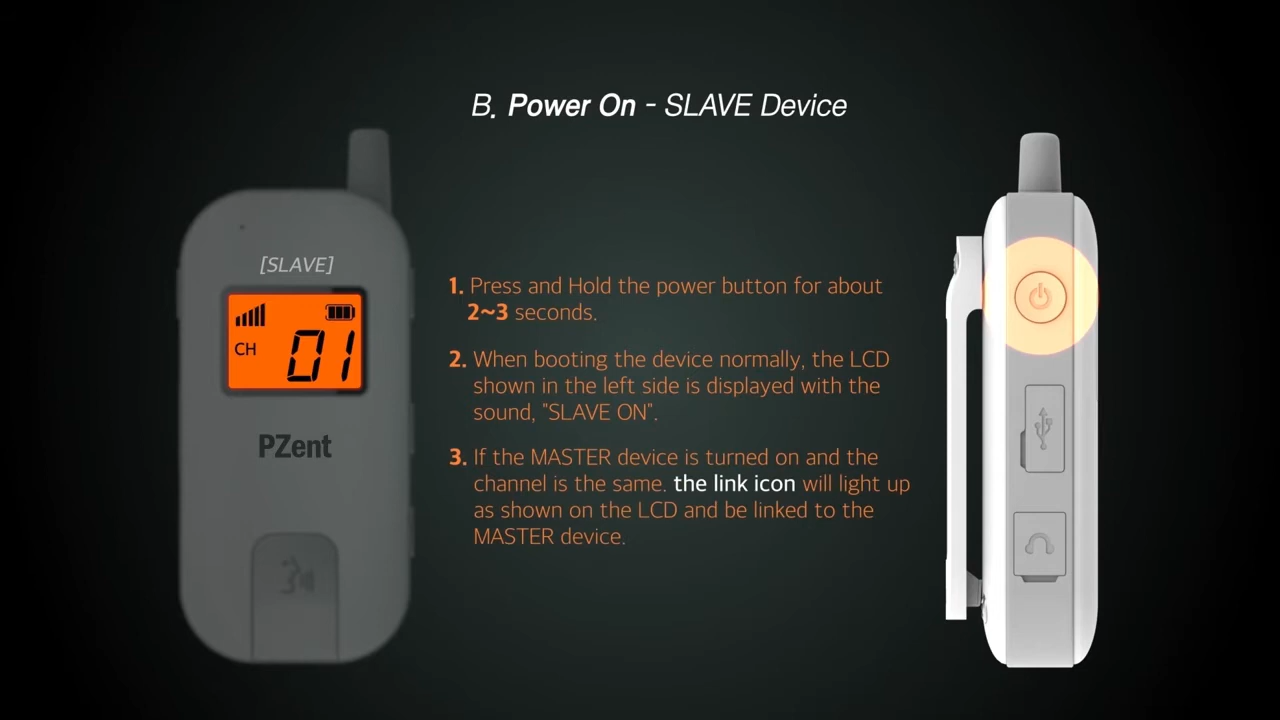 B. Power On - SLAVE Device
[SLAVE]
CH 01
PZent
1. Press and Hold the power button for about
2~3 seconds.
2. When booting the device normally, the LCD
shown in the left side is displayed with the
sound, "SLAVE ON".
3. If the MASTER device is turned on and the
channel is the same. the link icon will light up
as shown on the LCD and be linked to the
MASTER device.